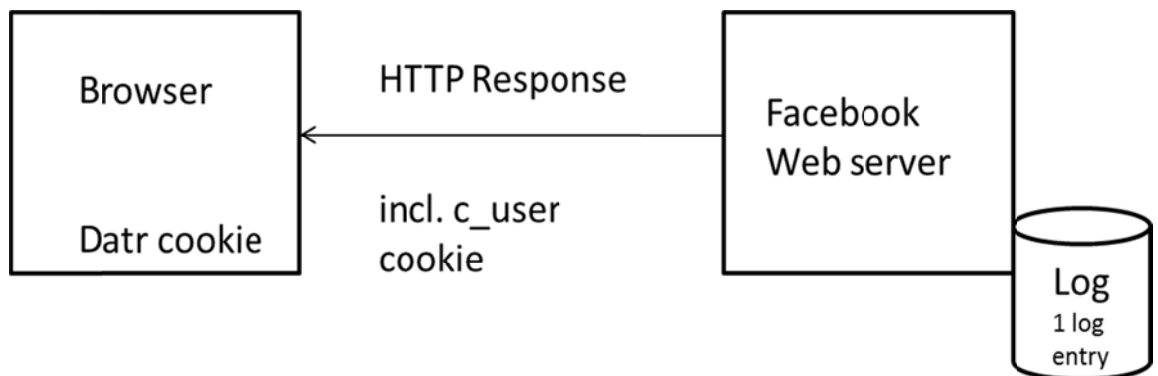 Browser
Datr cookie
HTTP Response
incl. c_user
cookie
Facebook
Web server
Log
1 log
entry